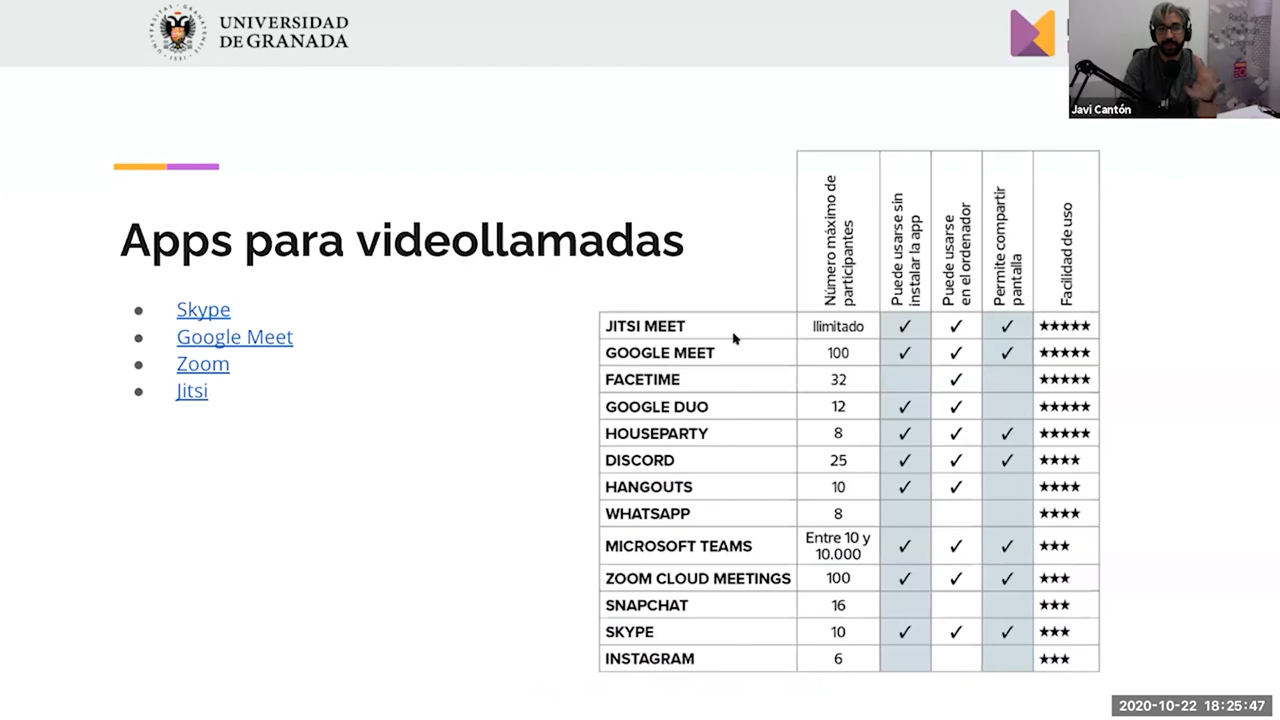 UNIVERSIDAD
DE GRANADA
Javi Cantón
Apps para videollamadas
● Skype
● Google Meet
● Zoom
● Jitsi
Número máximo de participantes
Puede usarse sin instalar la app
Puede usarse en el ordenador
Permite compartir pantalla
Facilidad de uso
JITSI MEET Ilimitado ✓ ✓ ✓ ★★★★★
GOOGLE MEET 100 ✓ ✓ ✓ ★★★★★
FACETIME 32 ✓ ★★★★★
GOOGLE DUO 12 ✓ ✓ ★★★★★
HOUSEPARTY 8 ✓ ✓ ✓ ★★★★★
DISCORD 25 ✓ ✓ ✓ ★★★★
HANGOUTS 10 ✓ ✓ ★★★★
WHATSAPP 8 ★★★★
MICROSOFT TEAMS Entre 10 y 10.000 ✓ ✓ ✓ ★★★
ZOOM CLOUD MEETINGS 100 ✓ ✓ ✓ ★★★
SNAPCHAT 16 ★★★
SKYPE 10 ✓ ✓ ✓ ★★★
INSTAGRAM 6 ★★★
2020-10-22 18:25:47